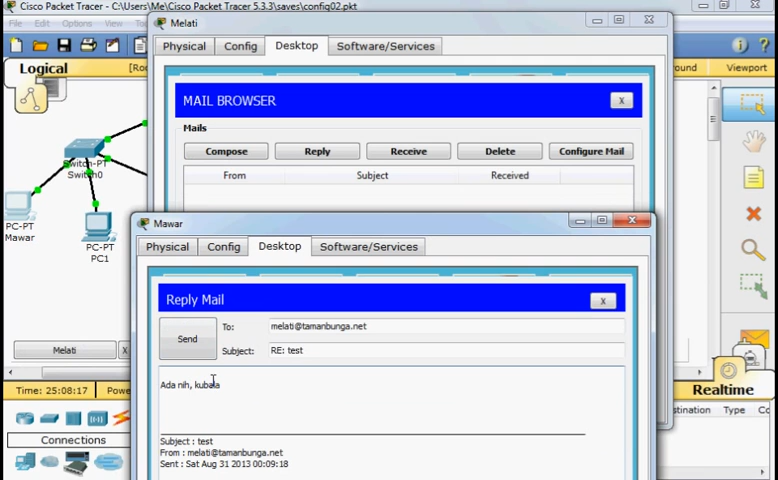 Cisco Packet Tracer - C:\Users\Me\Cisco Packet Tracer 5.3.3\saves\config02.pkt
File Edit Options View
Melati
Physical Config Desktop Software/Services
Logical
Viewport
MAIL BROWSER
X
Mails
Compose Reply Receive Delete Configure Mail
From Subject Received
Switch-PT
Switch0
PC-PT
Mawar
PC-PT
PC1
Mawar
Physical Config Desktop Software/Services
Reply Mail
X
Send
To: melati@tamanbunga.net
Subject: RE: test
Melati X
Ada nih, kubala
Time: 25:08:17
Realtime
Connections
Subject : test
From : melati@tamanbunga.net
Sent : Sat Aug 31 2013 00:09:18